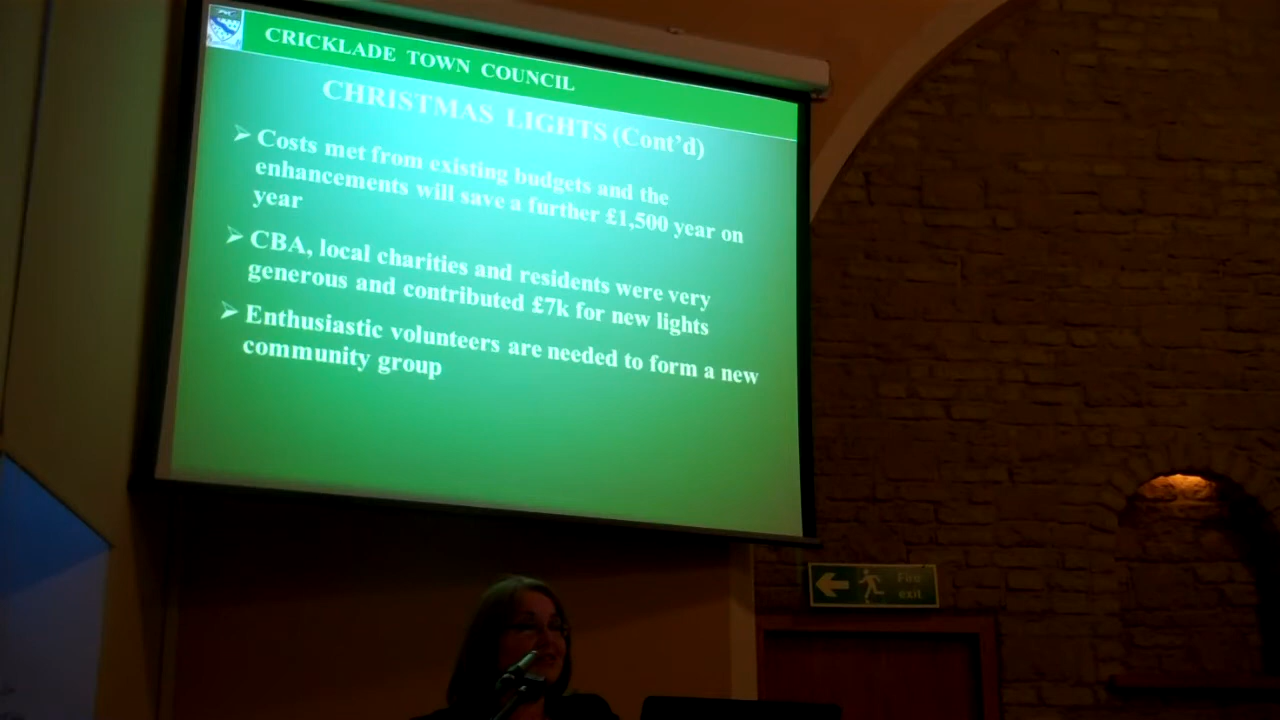 CRICKLADE TOWN COUNCIL
CHRISTMAS LIGHTS (Cont'd)
➢ Costs met from existing budgets and the
enhancements will save a further £1,500 year on
year
➢ CBA, local charities and residents were very
generous and contributed £7k for new lights
➢ Enthusiastic volunteers are needed to form a new
community group
Fire
exit